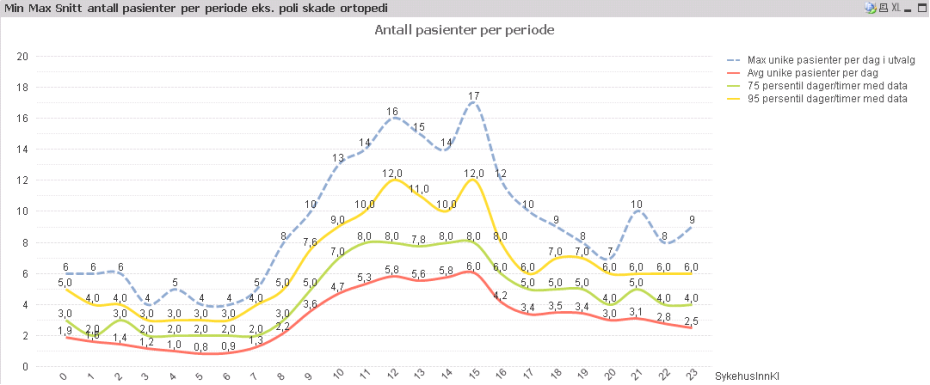 Min Max Snitt antall pasienter per periode eks. poli skade ortopedi
XL
Antall pasienter per periode
Max unike pasienter per dag i utvalg
Avg unike pasienter per dag
75 persentil dager/timer med data
95 persentil dager/timer med data
20
18
16
14
12
10
8
6
4
2
0
6 6 6 4 5 4 4 5 8 10 13 14 16 15 14 17 12 10 9 8 7 10 8 9
5,0 4,0 4,0 3,0 3,0 3,0 3,0 4,0 5,0 7,6 9,0 10,0 12,0 11,0 10,0 12,0 8,0 6,0 7,0 7,0 6,0 6,0 6,0 6,0
3,0 2,0 3,0 2,0 2,0 2,0 2,0 2,0 3,0 5,0 7,0 8,0 8,0 7,8 8,0 8,0 6,0 5,0 5,0 5,0 4,0 5,0 4,0 4,0
1,9 1,6 1,4 1,2 1,0 0,8 0,9 1,3 2,2 3,6 4,7 5,3 5,8 5,6 5,8 6,0 4,2 3,4 3,5 3,4 3,0 3,1 2,8 2,5
0 1 2 3 4 5 6 7 8 9 10 11 12 13 14 15 16 17 18 19 20 21 22 23
SykehusInnKl